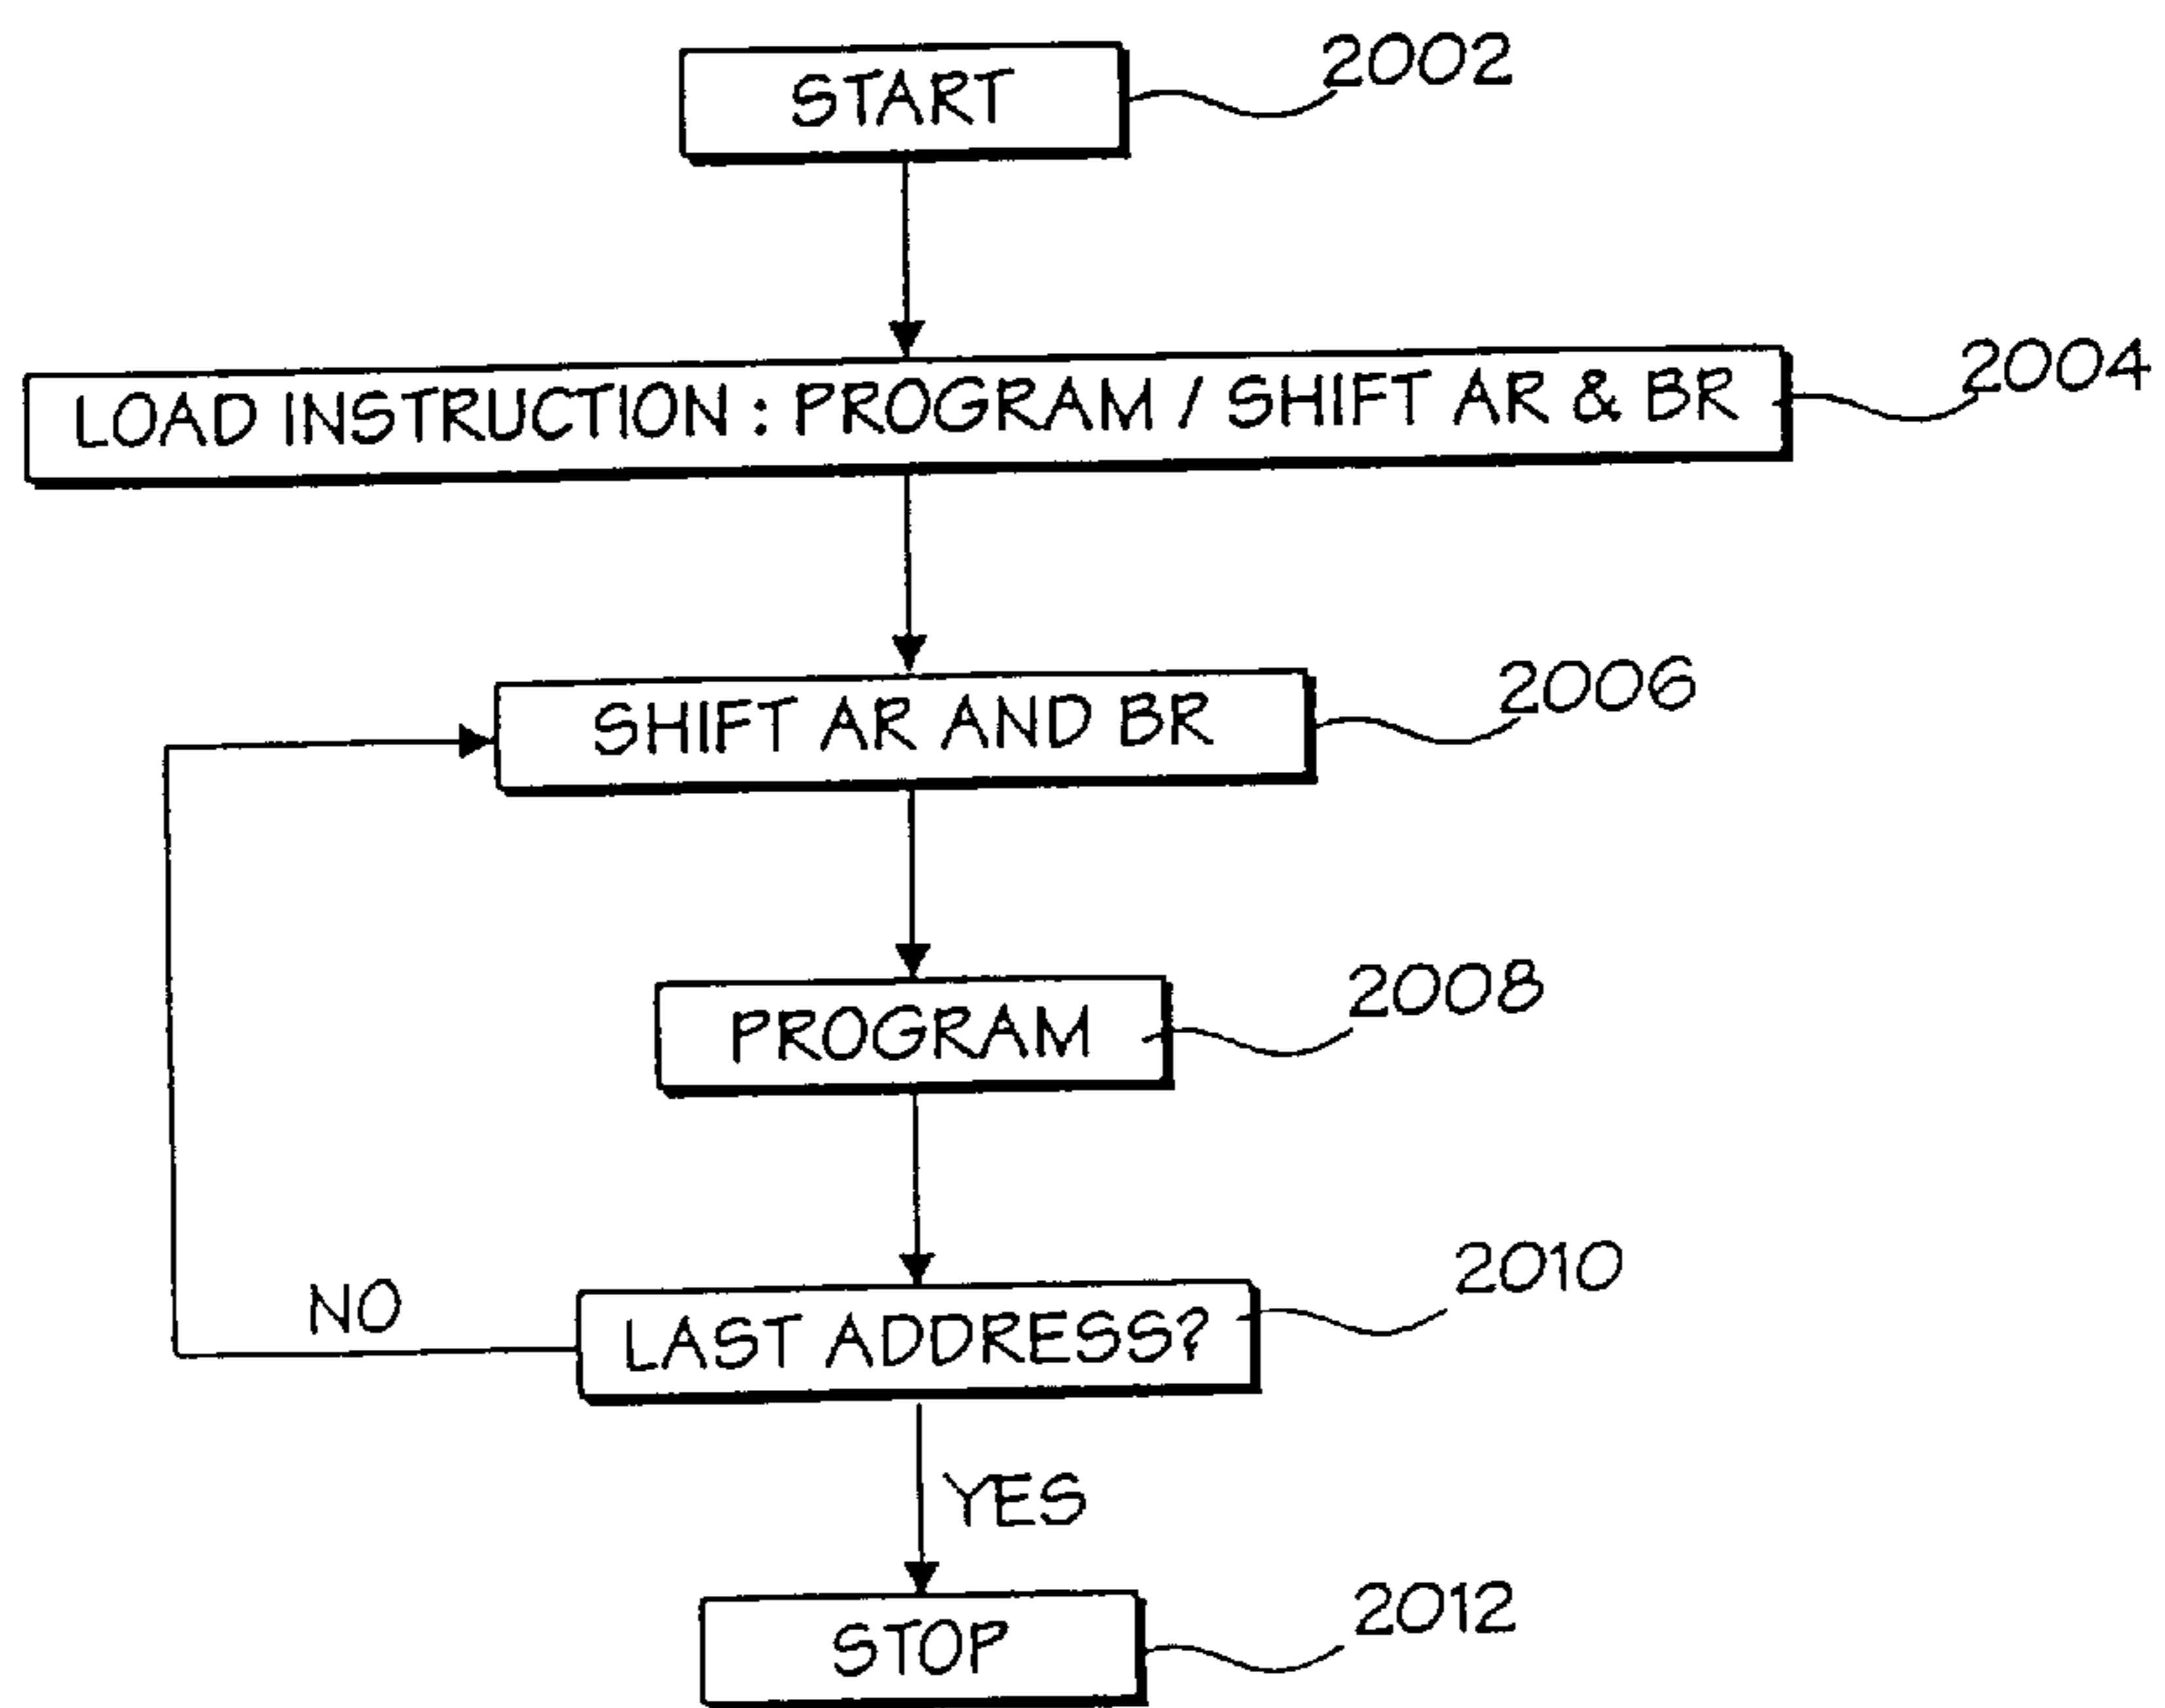 START
2002
LOAD INSTRUCTION : PROGRAM / SHIFT AR & BR
2004
SHIFT AR AND BR
2006
PROGRAM
2008
LAST ADDRESS?
2010
NO
YES
STOP
2012